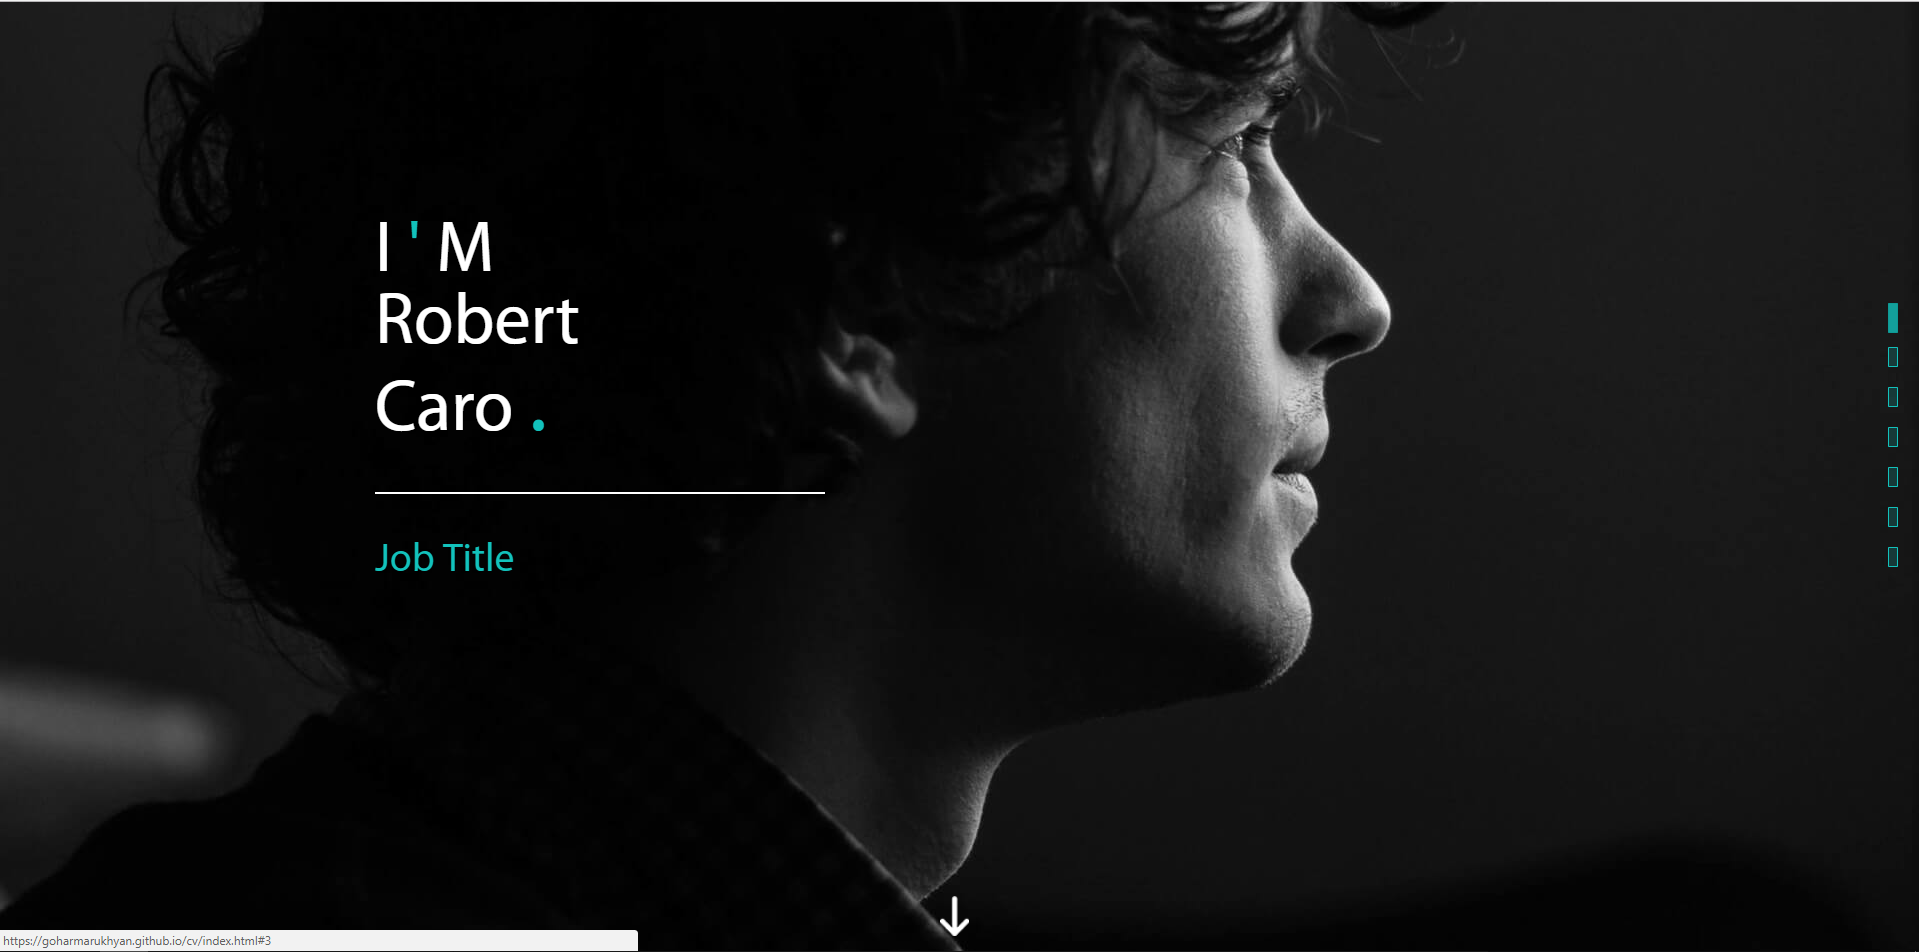 I ' M
Robert
Caro .
Job Title
https://goharmarukhyan.github.io/cv/index.html#3